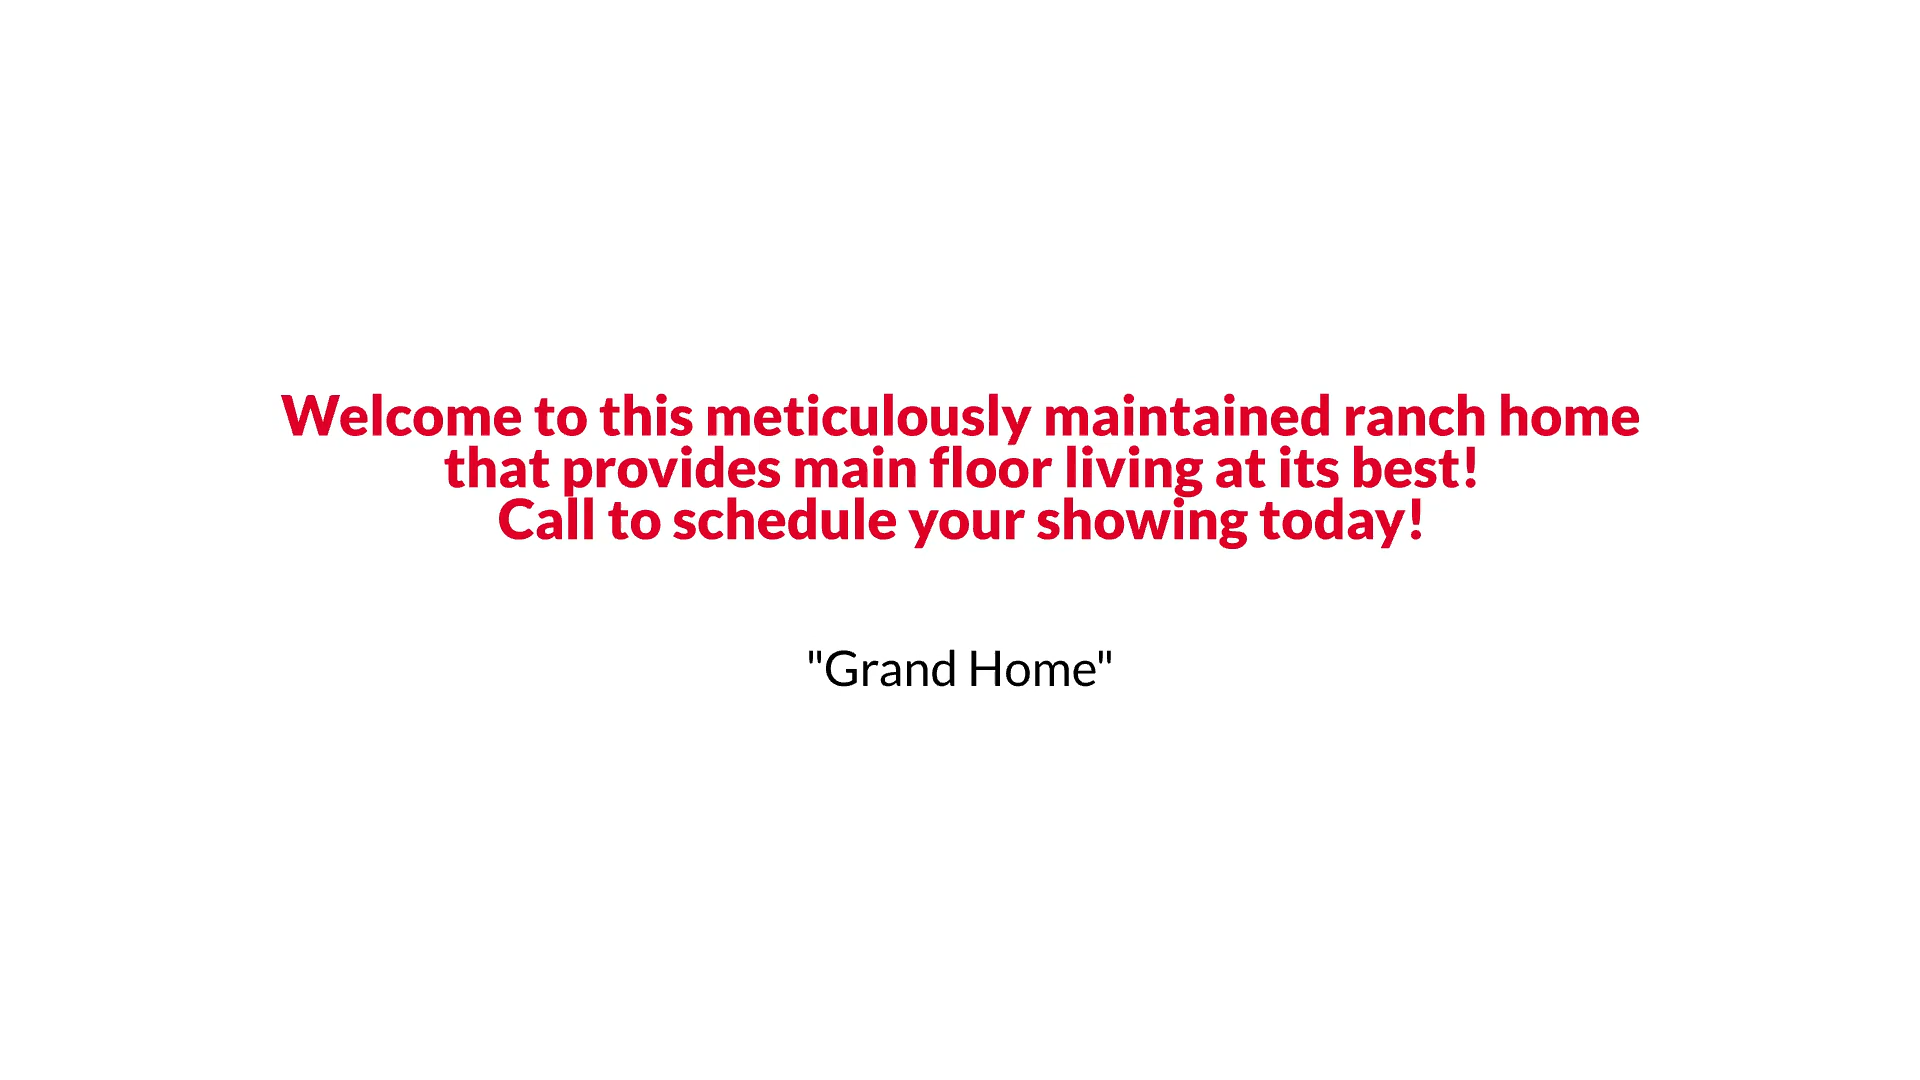 Welcome to this meticulously maintained ranch home
that provides main floor living at its best!
Call to schedule your showing today!
"Grand Home"